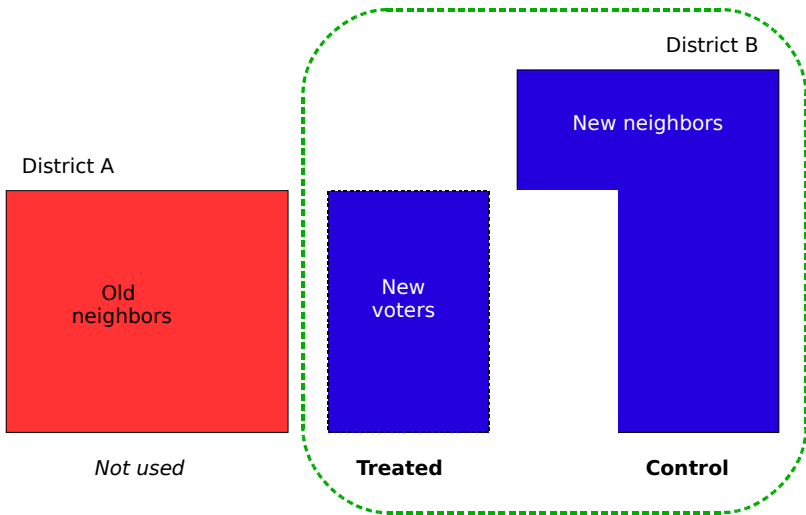 District B
New neighbors
District A
Old
neighbors
New
voters
Not used
Treated
Control